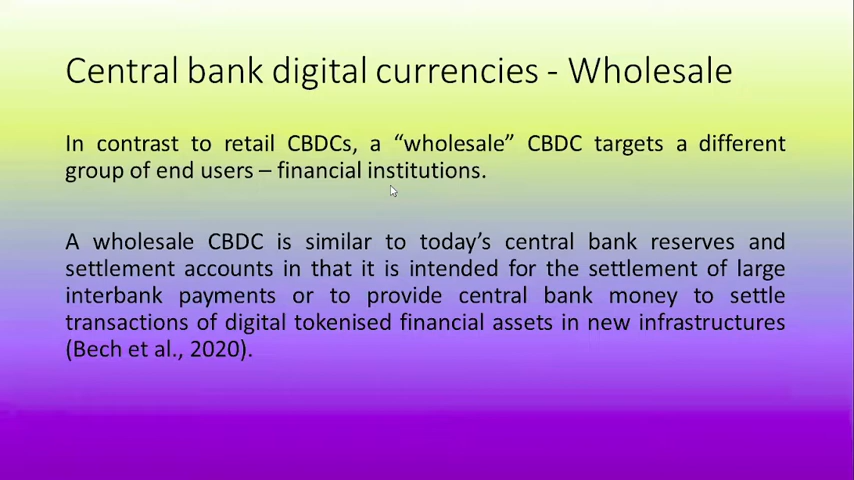 Central bank digital currencies - Wholesale
In contrast to retail CBDCs, a “wholesale” CBDC targets a different
group of end users – financial institutions.
A wholesale CBDC is similar to today’s central bank reserves and
settlement accounts in that it is intended for the settlement of large
interbank payments or to provide central bank money to settle
transactions of digital tokenised financial assets in new infrastructures
(Bech et al., 2020).